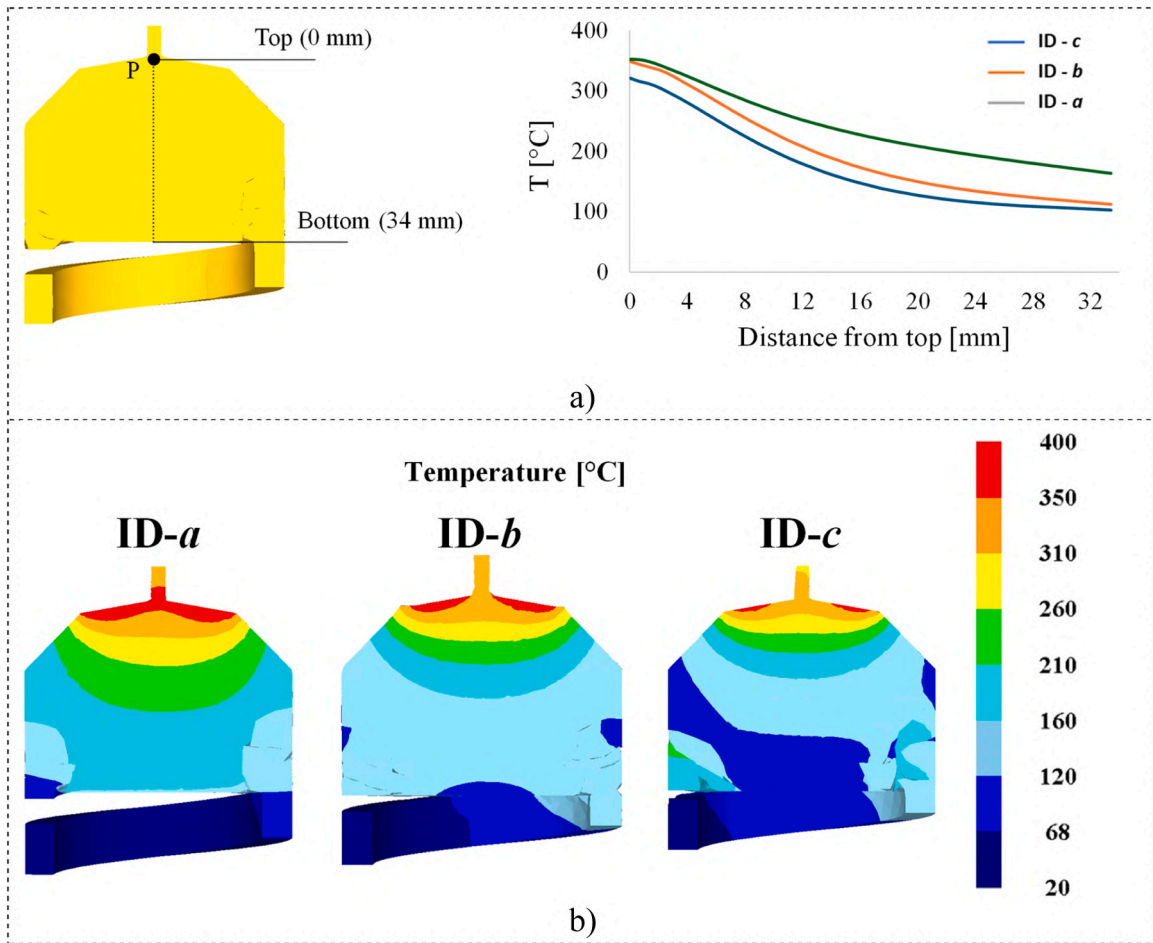 Top (0 mm)
P
Bottom (34 mm)
T [°C]
400
300
200
100
0
0 4 8 12 16 20 24 28 32
Distance from top [mm]
ID - c
ID - b
ID - a
a)
Temperature [°C]
ID-a ID-b ID-c
400
350
310
260
210
160
120
68
20
b)